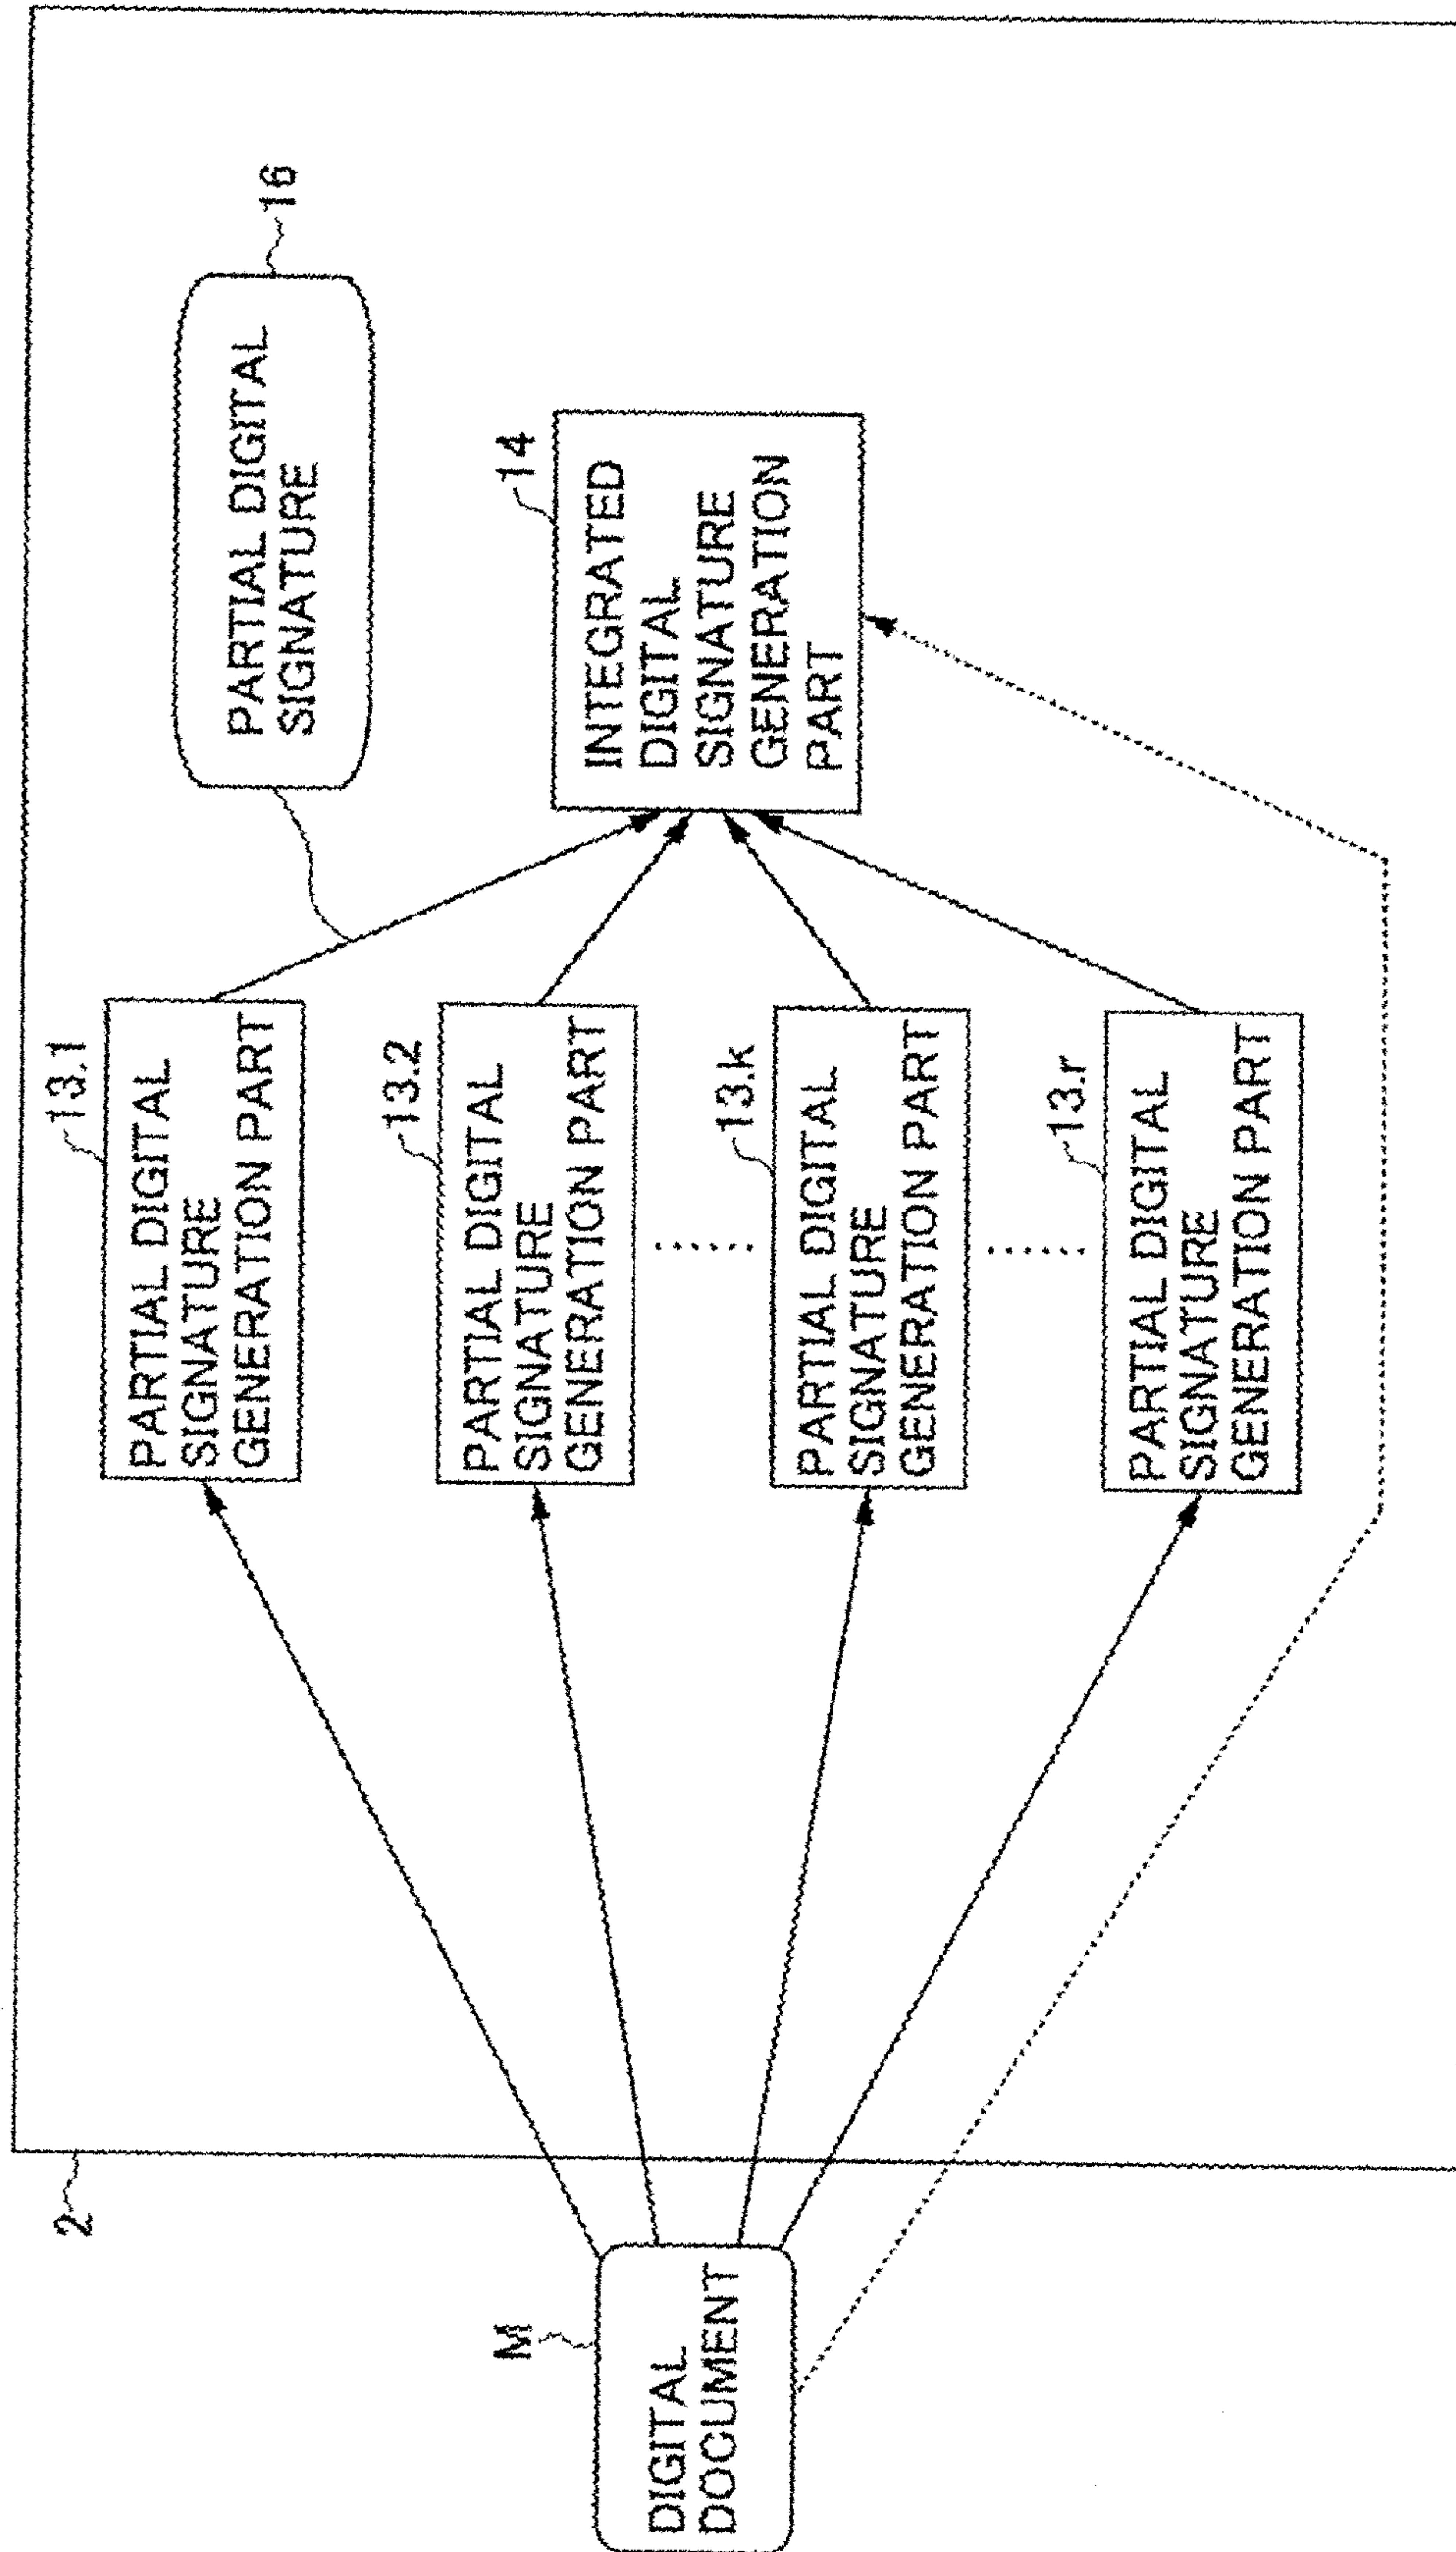 2
M
DIGITAL
DOCUMENT
13.1
PARTIAL DIGITAL
SIGNATURE
GENERATION PART
13.2
PARTIAL DIGITAL
SIGNATURE
GENERATION PART
13.k
PARTIAL DIGITAL
SIGNATURE
GENERATION PART
13.r
PARTIAL DIGITAL
SIGNATURE
GENERATION PART
16
PARTIAL DIGITAL
SIGNATURE
14
INTEGRATED
DIGITAL
SIGNATURE
GENERATION
PART